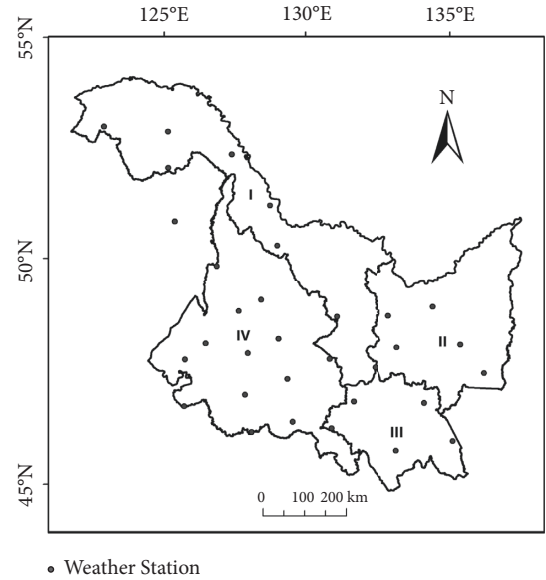 125°E 130°E 135°E
55°N
N
I
50°N
II
IV
III
45°N
0 100 200 km
Weather Station